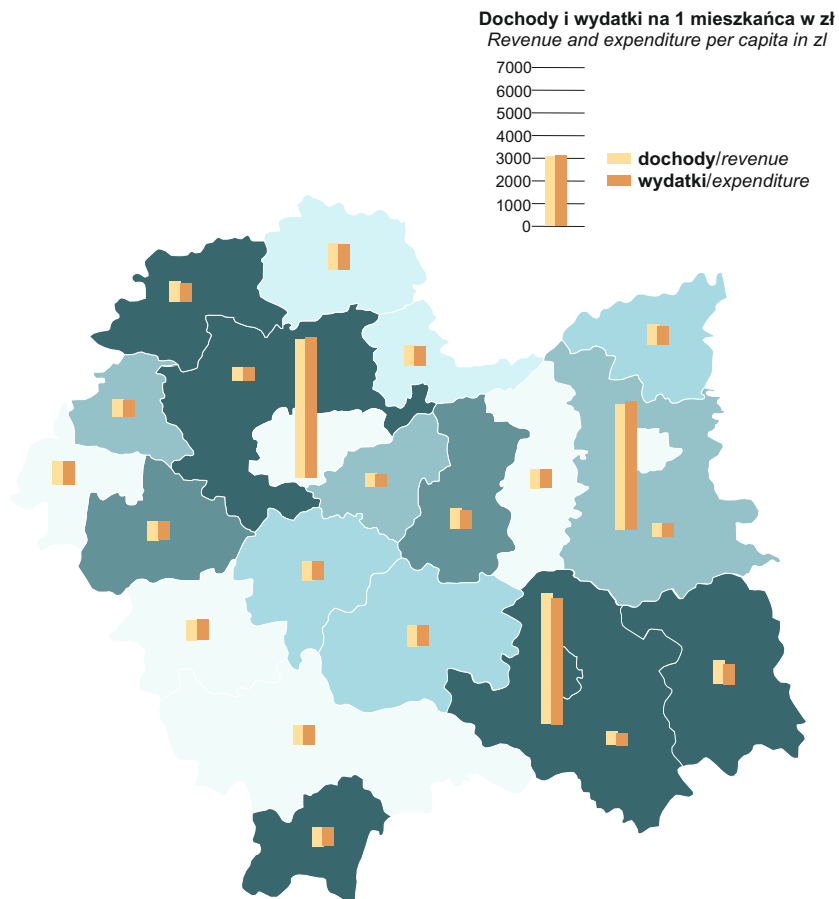 Dochody i wydatki na 1 mieszkańca w zł
Revenue and expenditure per capita in zl
7000
6000
5000
4000
3000
2000
1000
0
dochody/revenue
wydatki/expenditure